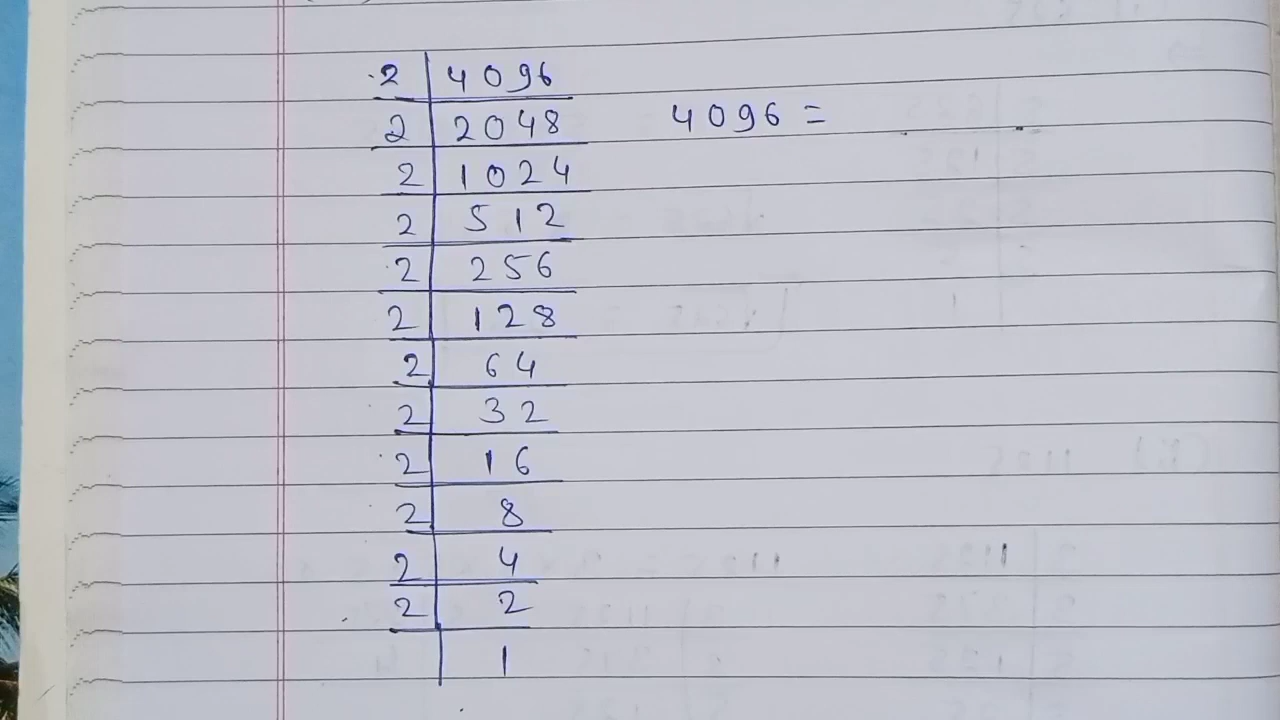 2 | 4096
2 | 2048 4096 =
2 | 1024
2 | 512
2 | 256
2 | 128
2 | 64
2 | 32
2 | 16
2 | 8
2 | 4
2 | 2
| 1